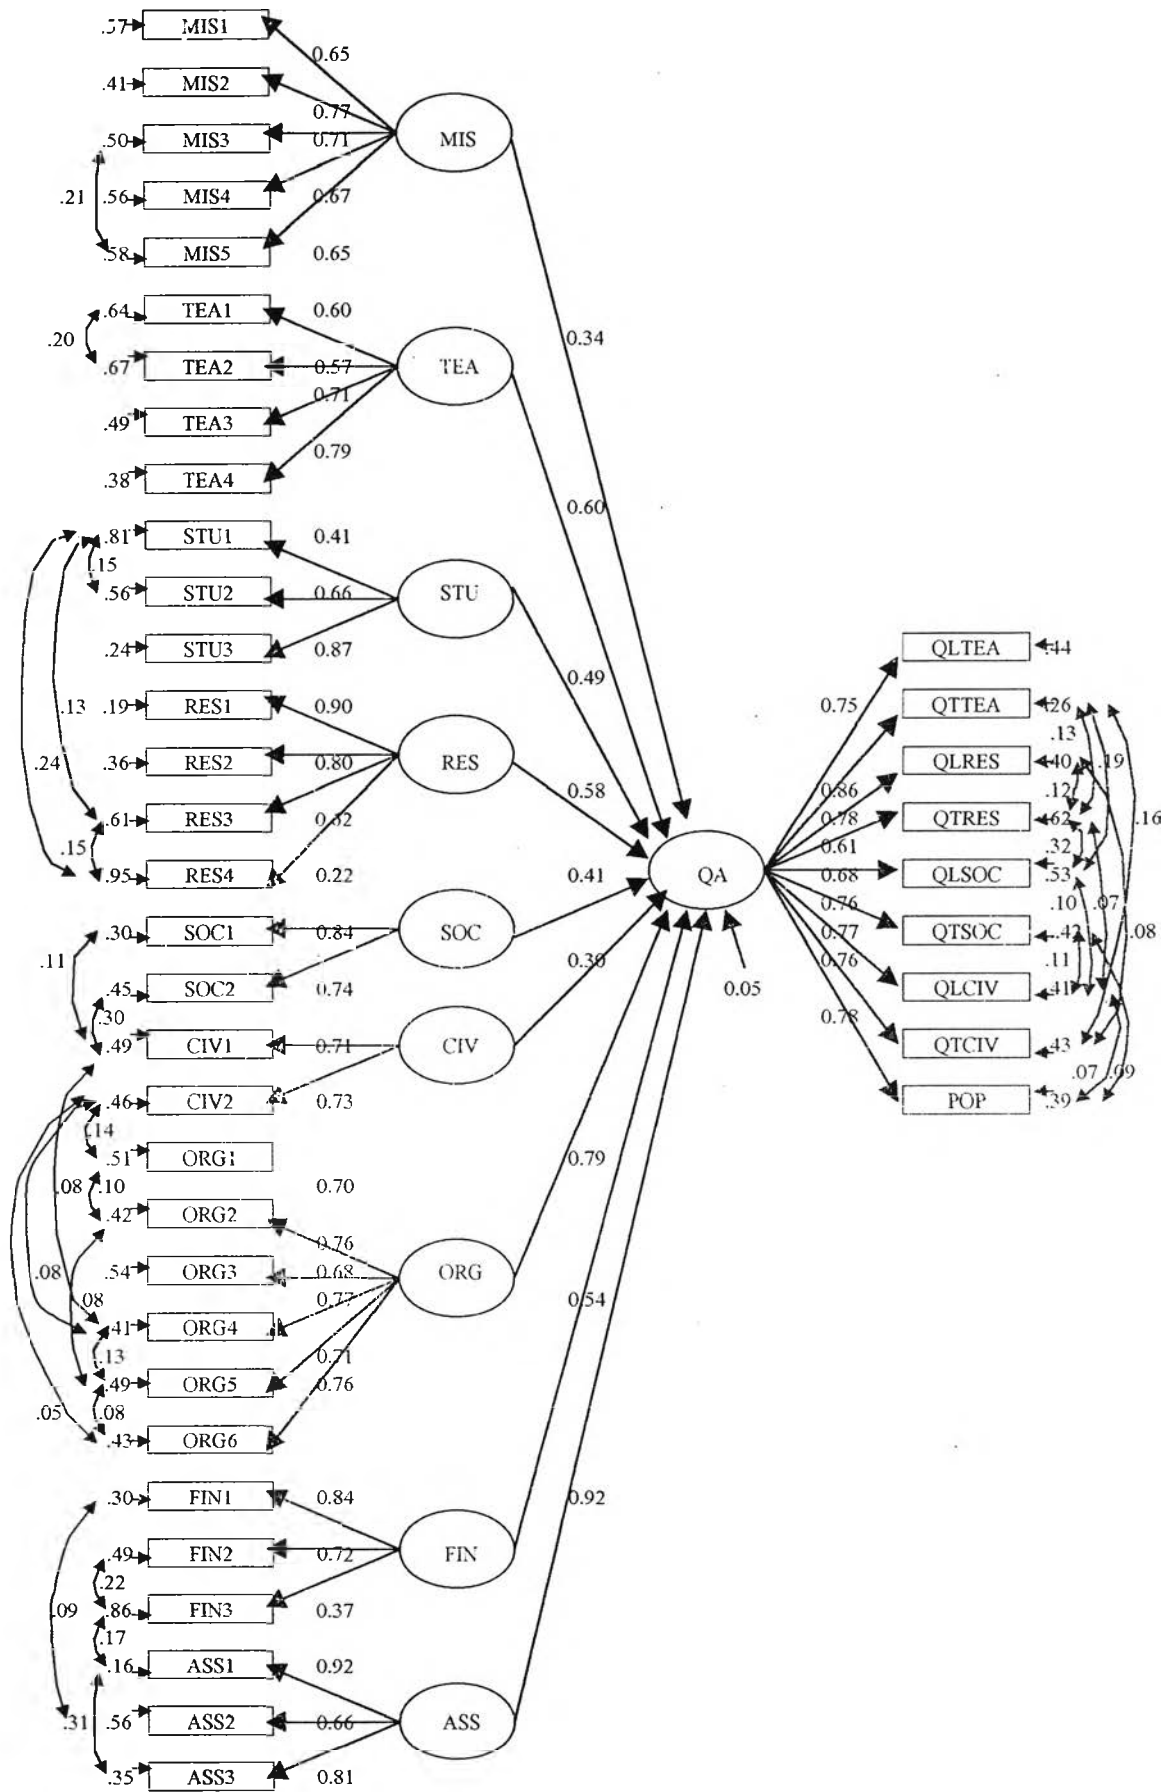 .57 MIS1
0.65
.41 MIS2
0.77
MIS
.50 MIS3 0.71
.21 .56 MIS4 0.67
.58 MIS5 0.65
.64 TEA1 0.60
0.34
.20
.67 TEA2 0.57 TEA
0.71
.49 TEA3
0.79
.38 TEA4
0.60
.81 STU1 0.41
.15
.56 STU2 0.66 STU
.24 STU3 0.87
QLTEA .44
0.49
.13 .19 RES1 0.90
0.75 QTTEA .26
.13
.24 .36 RES2 0.80 RES
QLRES .40 .19
0.58 0.86 .12
.61 RES3
0.78 QTRES .62 .16
.15 0.61 .32
.95 RES4 0.22
0.41 QA 0.68 QLSOC .53
0.76 .10 .07
.30 SOC1 0.84 SOC
0.77 QTSOC .42 .08
.11 0.76 .11
.45 SOC2 0.74
0.05 QLCIV .41
.30 0.78
.49 CIV1 0.71 CIV
QTCIV .43
.07 .09
.46 CIV2 0.73
POP .39
.14
.51 ORG1
0.79
.08 .10 0.70
.42 ORG2
0.76
.08 .54 ORG3 0.68 ORG
.08 0.77 0.54
.41 ORG4
.13 0.71
.49 ORG5 0.76
.05 .08
.43 ORG6
.30 FIN1 0.84
0.92
.49 FIN2 0.72 FIN
.22
.09 .86 FIN3 0.37
.17
.16 ASS1 0.92
.31 .56 ASS2 0.66 ASS
.35 ASS3 0.81